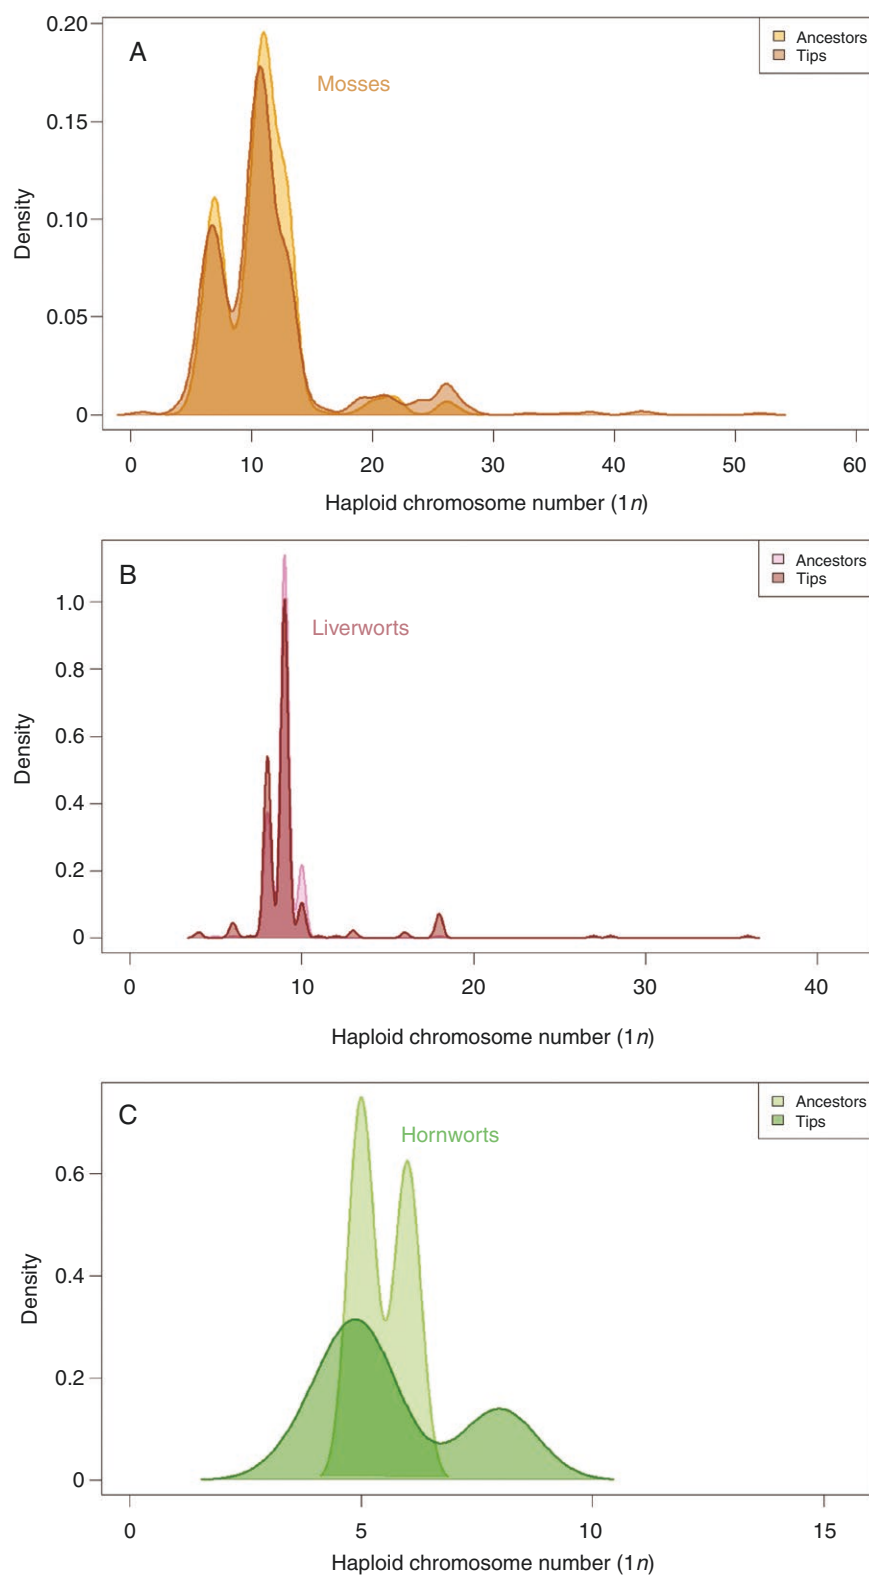 A
Mosses
Ancestors
Tips
Density
0.20
0.15
0.10
0.05
0
0 10 20 30 40 50 60
Haploid chromosome number (1n)
B
Liverworts
Ancestors
Tips
Density
1.0
0.8
0.6
0.4
0.2
0
0 10 20 30 40
Haploid chromosome number (1n)
C
Hornworts
Ancestors
Tips
Density
0.6
0.4
0.2
0
0 5 10 15
Haploid chromosome number (1n)